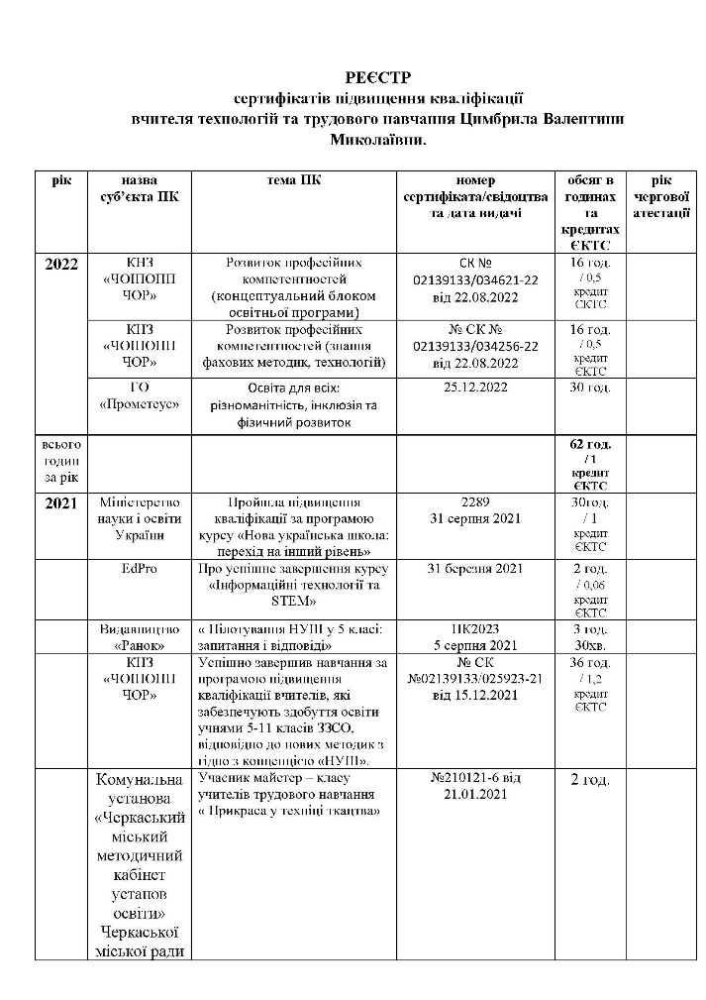 РЕЄСТР
сертифікатів підвищення кваліфікації
вчителя технологій та трудового навчання Цимбрила Валентини
Миколаївни.
рік
назва
суб’єкта ПК
тема ПК
номер
сертифіката/свідоцтва
та дата видачі
обсяг в
годинах
та
кредитах
ЄКТС
рік
чергової
атестації
2022
КНЗ
«ЧОІПОПП
ЧОР»
Розвиток професійних
компетентностей
(концептуальний блоком
освітньої програми)
СК №
02139133/034621-22
від 22.08.2022
16 год.
/ 0,5
кредит
ЄКТС
КНЗ
«ЧОІПОПП
ЧОР»
Розвиток професійних
компетентностей (знання
фахових методик, технологій)
№ СК №
02139133/034256-22
від 22.08.2022
16 год.
/ 0,5
кредит
ЄКТС
ГО
«Прометеус»
Освіта для всіх:
різноманітність, інклюзія та
фізичний розвиток
25.12.2022
30 год.
всього
годин
за рік
62 год.
/ 1
кредит
ЄКТС
2021
Міністерство
науки і освіти
України
Пройшла підвищення
кваліфікації за програмою
курсу «Нова українська школа:
перехід на інший рівень»
2289
31 серпня 2021
30год.
/ 1
кредит
ЄКТС
EdPro
Про успішне завершення курсу
«Інформаційні технології та
STEM»
31 березня 2021
2 год.
/ 0,06
кредит
ЄКТС
Видавництво
«Ранок»
« Пілотування НУШ у 5 класі:
запитання і відповіді»
ПК2023
5 серпня 2021
3 год.
30хв.
КНЗ
«ЧОІПОПП
ЧОР»
Успішно завершив навчання за
програмою підвищення
кваліфікації вчителів, які
забезпечують здобуття освіти
учнями 5-11 класів ЗЗСО,
відповідно до нових методик з
гідно з концепцією «НУШ».
№ СК
№02139133/025923-21
від 15.12.2021
36 год.
/ 1,2
кредит
ЄКТС
Комунальна
установа
«Черкаський
міський
методичний
кабінет
установ
освіти»
Черкаської
міської ради
Учасник майстер – класу
учителів трудового навчання
« Прикраса у техніці ткацтва»
№210121-6 від
21.01.2021
2 год.